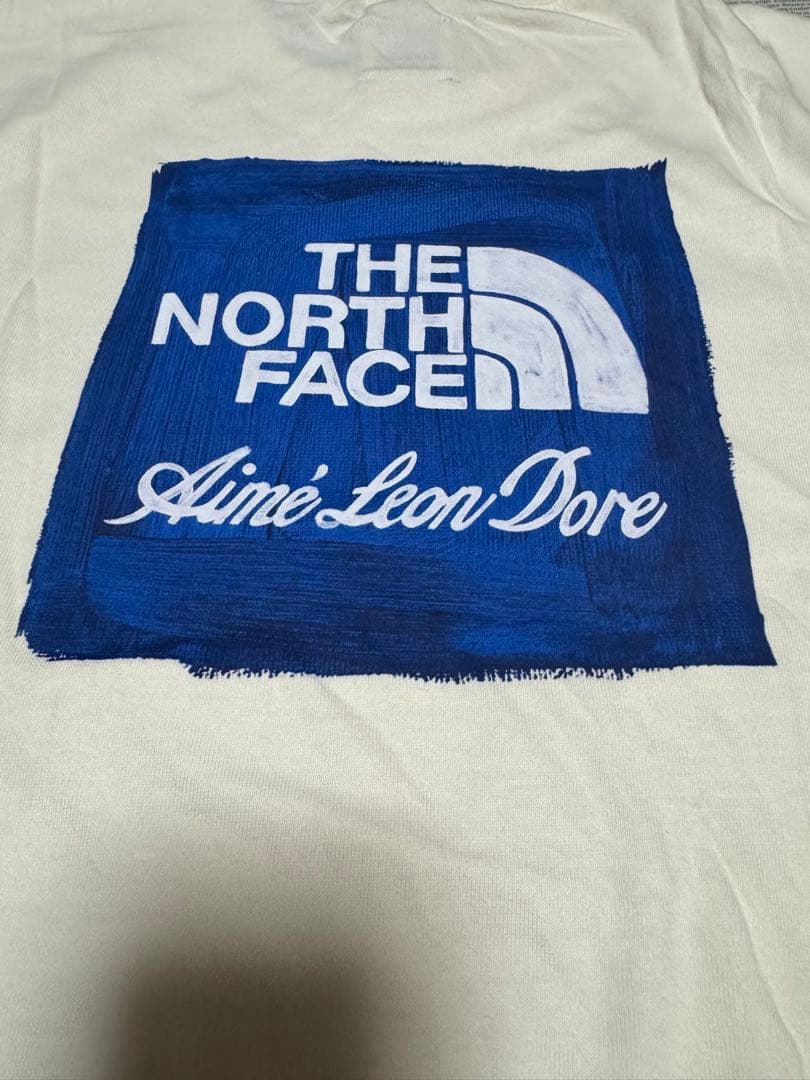 THE
NORTH
FACE
Aimé Leon Dore